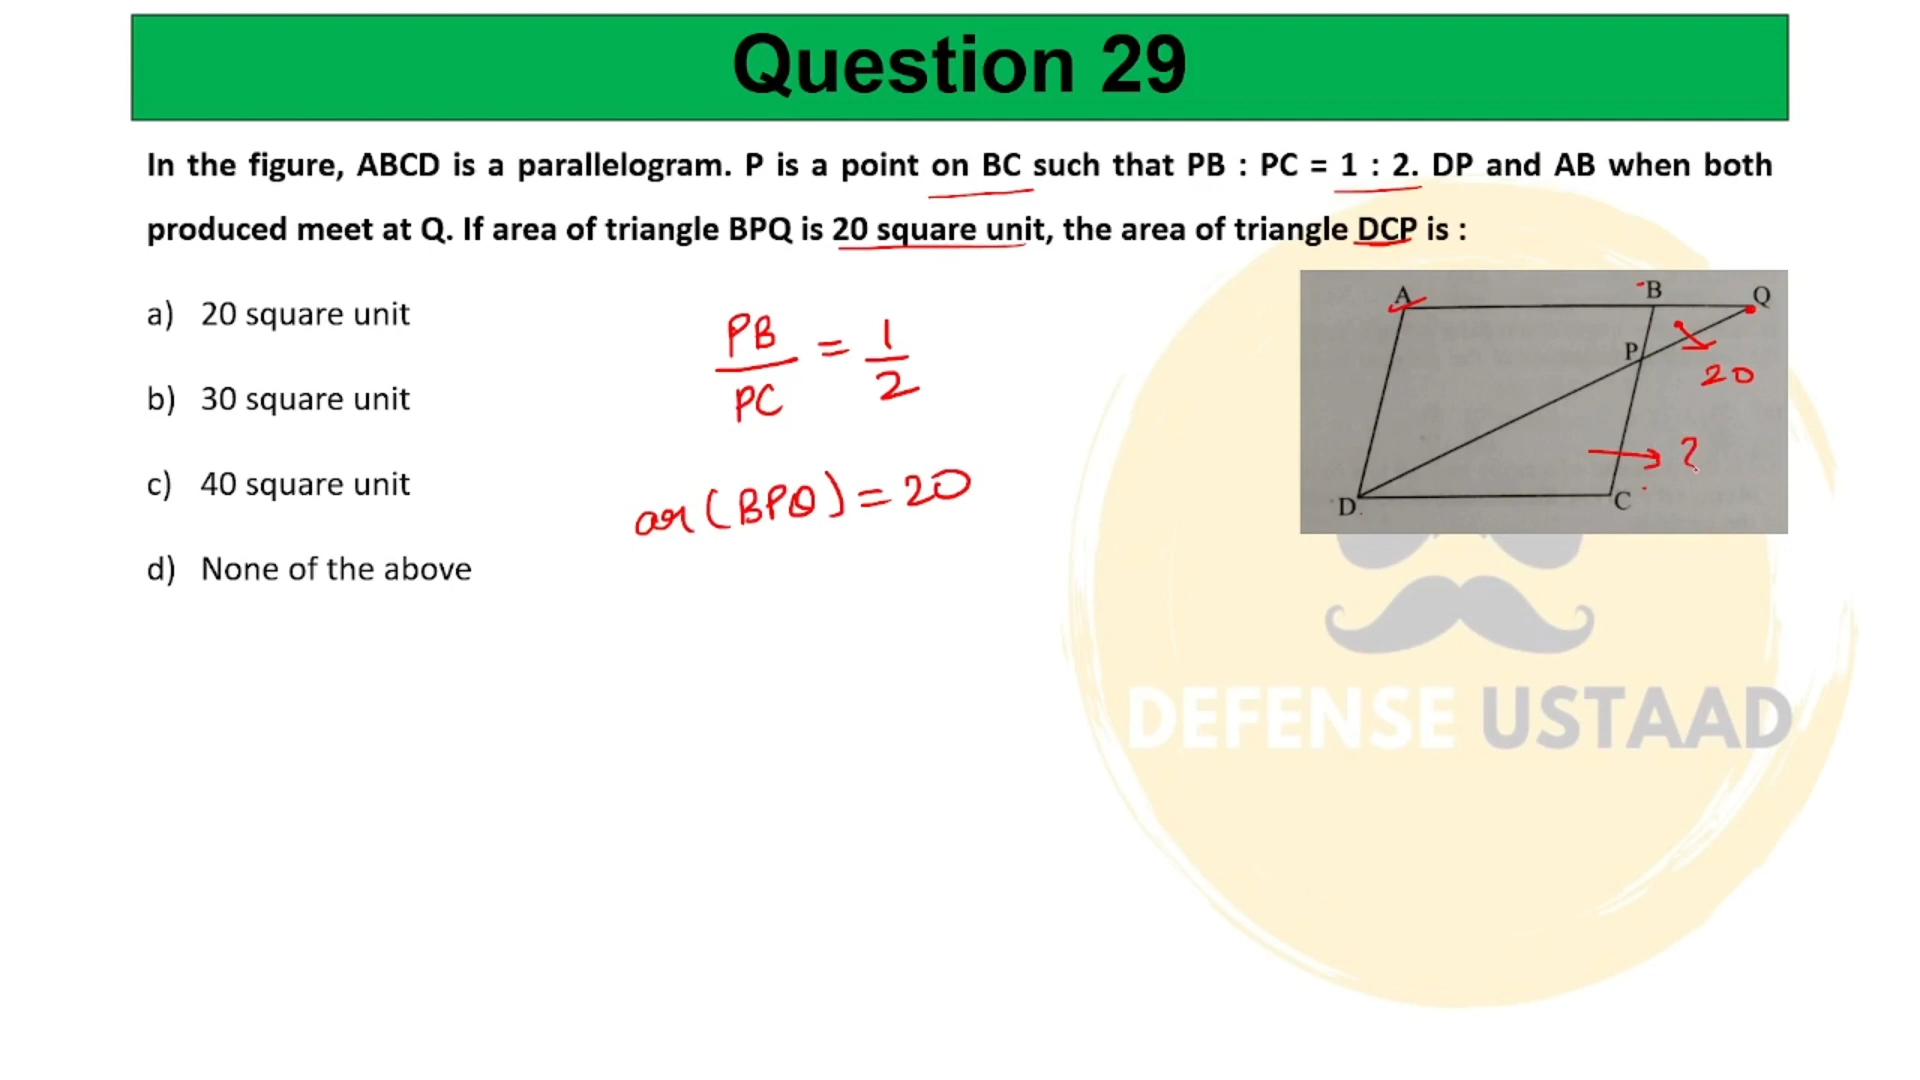 Question 29
In the figure, ABCD is a parallelogram. P is a point on BC such that PB : PC = 1 : 2. DP and AB when both
produced meet at Q. If area of triangle BPQ is 20 square unit, the area of triangle DCP is :
a) 20 square unit
b) 30 square unit
c) 40 square unit
d) None of the above
PB/PC = 1/2
ar(BPQ) = 20
A B Q
P
20
?
D C
DEFENSE USTAAD